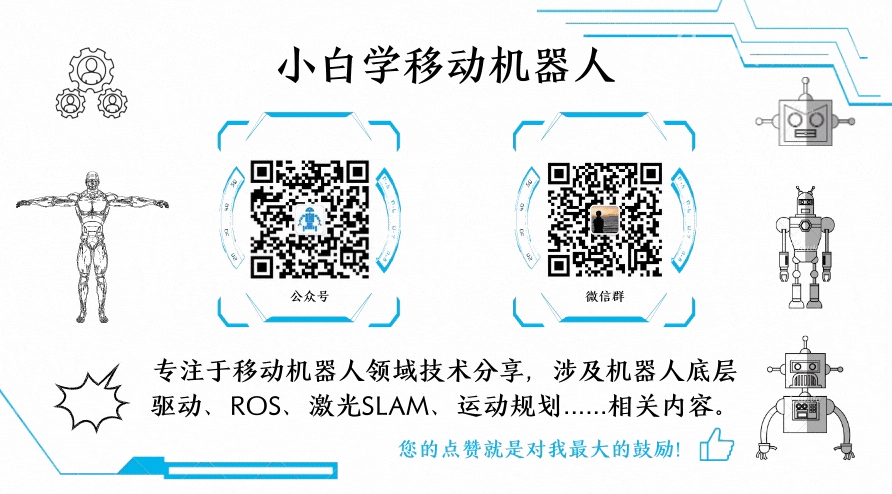 小白学移动机器人
公众号
微信群
专注于移动机器人领域技术分享，涉及机器人底层
驱动、ROS、激光SLAM、运动规划......相关内容。
您的点赞就是对我最大的鼓励!